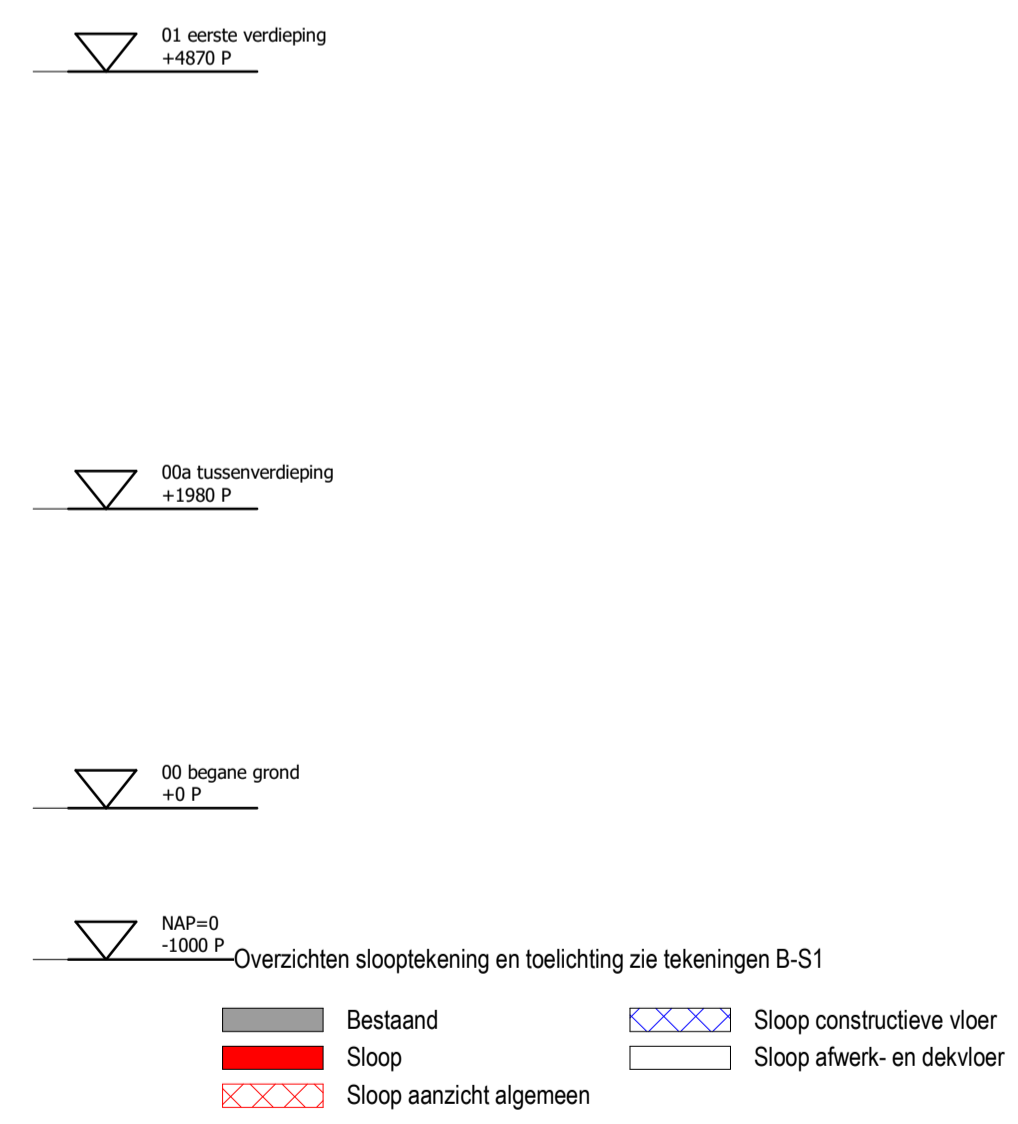 01 eerste verdieping
+4870 P
00a tussenverdieping
+1980 P
00 begane grond
+0 P
NAP=0
-1000 P
Overzichten slooptekening en toelichting zie tekeningen B-S1
Bestaand
Sloop
Sloop aanzicht algemeen
Sloop constructieve vloer
Sloop afwerk- en dekvloer